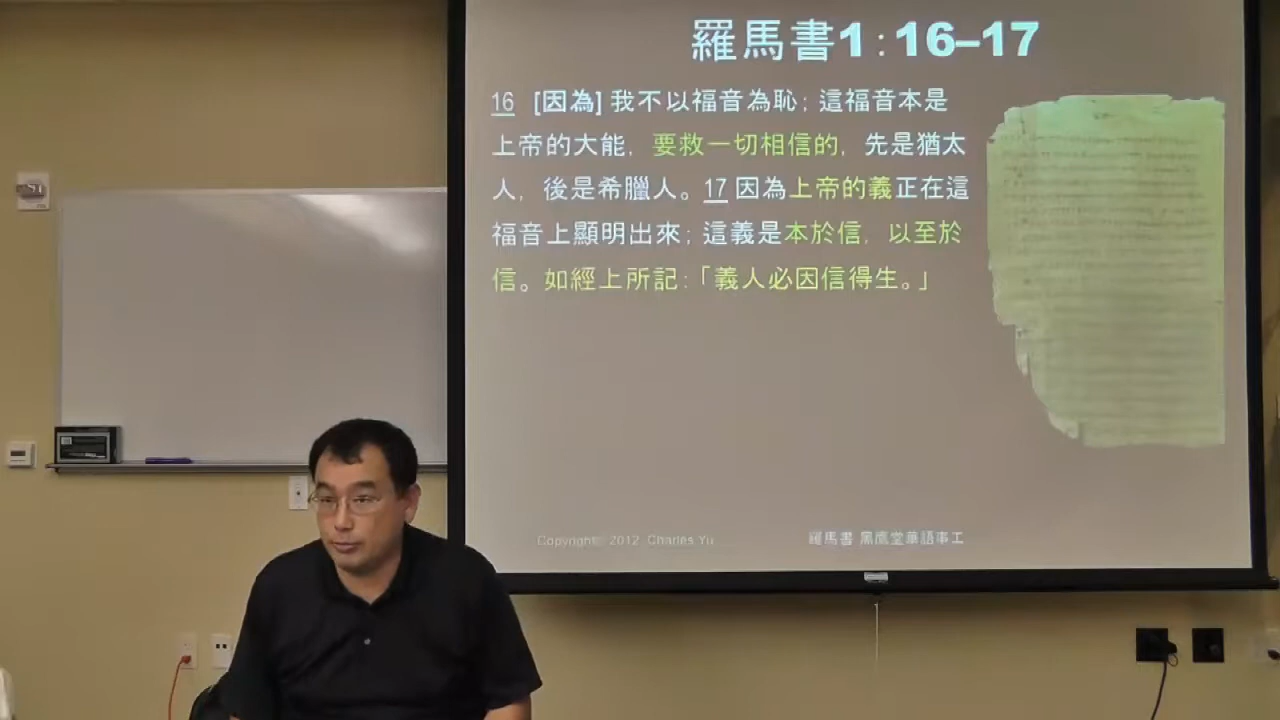 羅馬書1:16–17
16 [因為] 我不以福音為恥; 這福音本是
上帝的大能, 要救一切相信的, 先是猶太
人, 後是希臘人。17 因為上帝的義正在這
福音上顯明出來; 這義是本於信, 以至於
信。如經上所記:「義人必因信得生。」
Copyright© 2012, Charles Yu
羅馬書 鳳凰堂華語事工